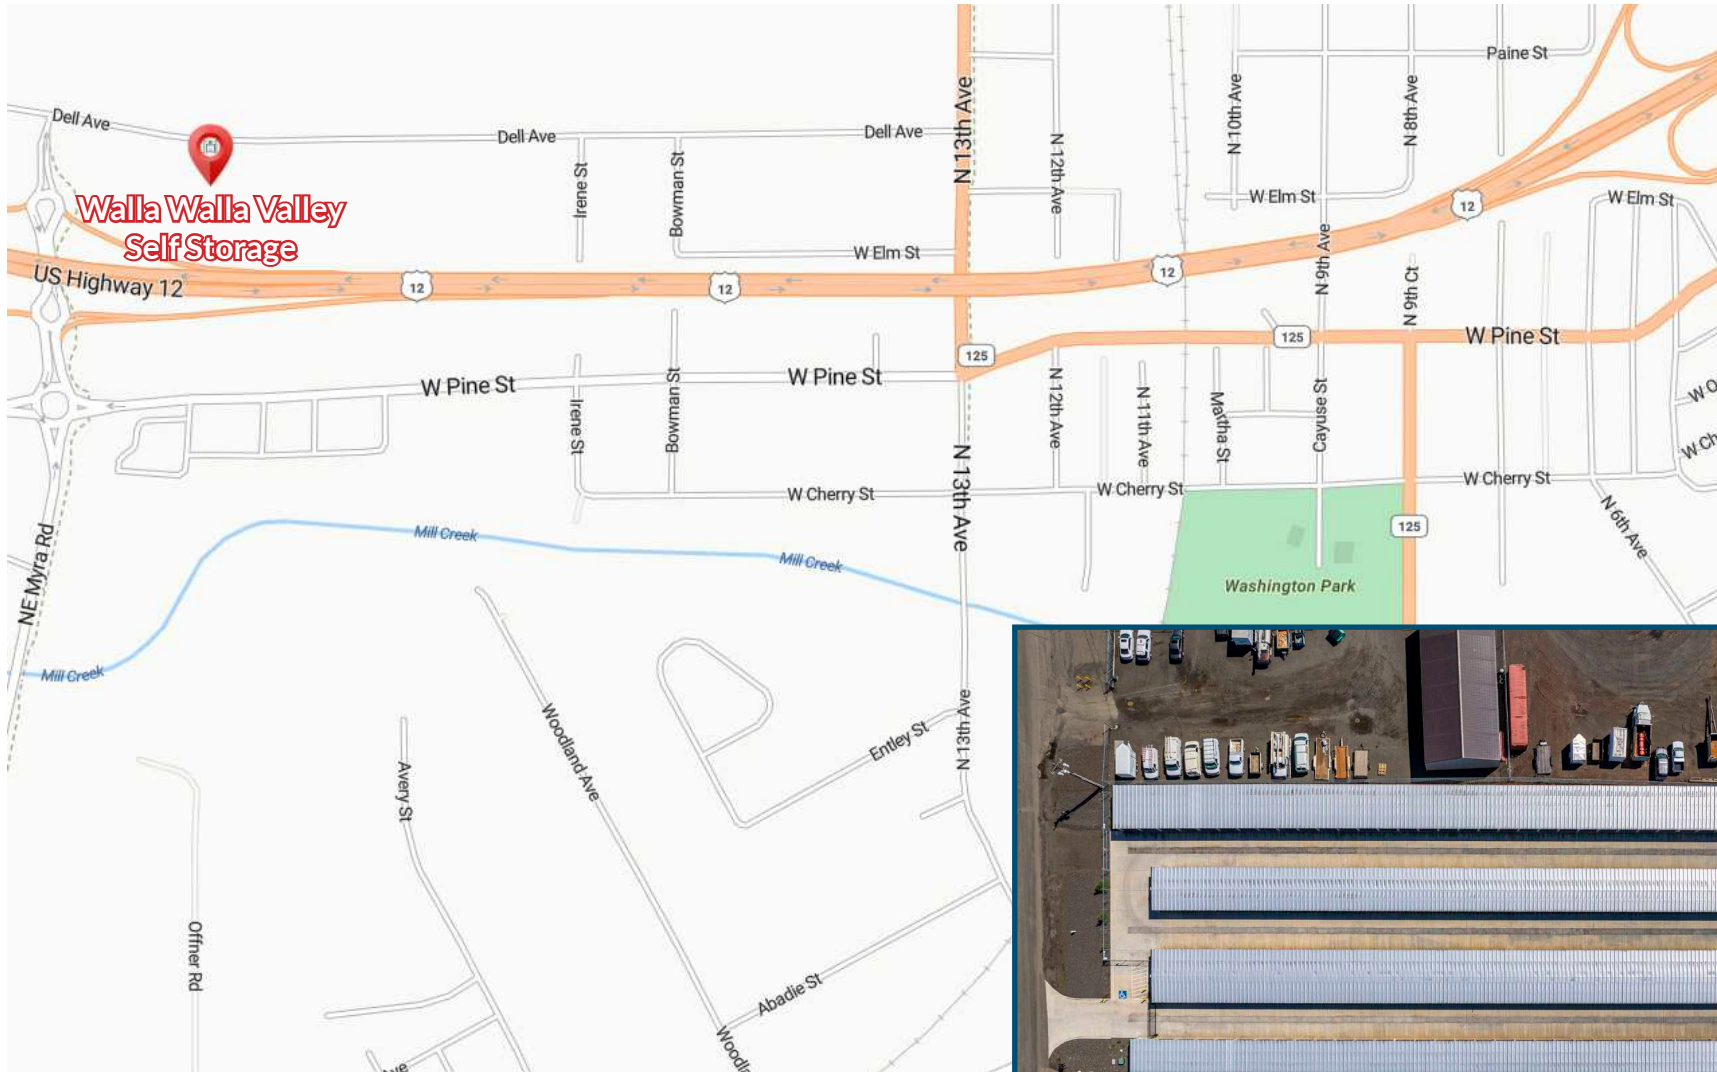 Paine St
N 13th Ave
N 10th Ave
N 8th Ave
Dell Ave
Dell Ave
Dell Ave
N 12th Ave
Irene St
Bowman St
Walla Walla Valley
Self Storage
W Elm St
W Elm St
12
W Elm St
N 9th Ave
12
US Highway 12
12
12
N 9th Ct
125
W Pine St
125
W Pine St
W Pine St
N 12th Ave
N 11th Ave
Martha St
Cayuse St
Irene St
Bowman St
W Cherry St
W Cherry St
W Cherry St
N 13th Ave
125
N 6th Ave
NE Myra Rd
Mill Creek
Mill Creek
Washington Park
Mill Creek
N 13th Ave
Woodland Ave
Entley St
Avery St
Offner Rd
Abadie St